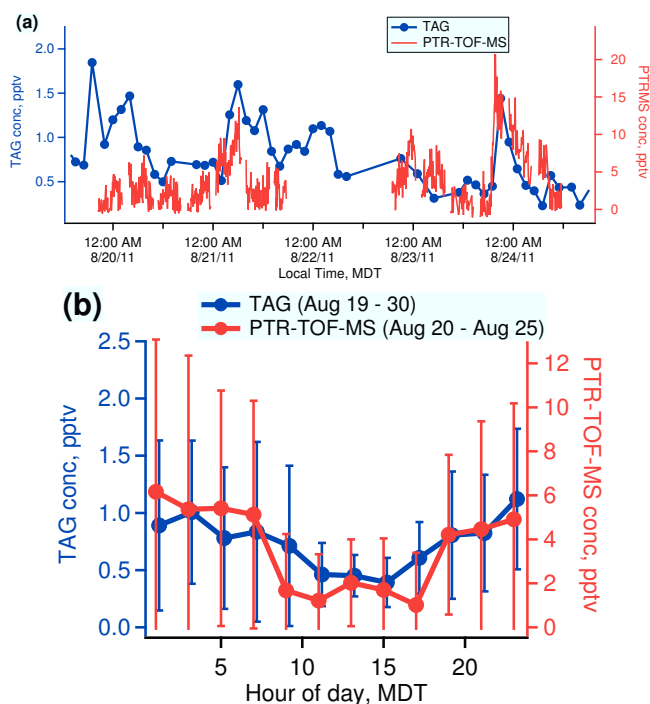 (a)
TAG
PTR-TOF-MS
TAG conc, pptv
2.0
1.5
1.0
0.5
PTRMS conc, pptv
20
15
10
5
0
12:00 AM
8/20/11
12:00 AM
8/21/11
12:00 AM
8/22/11
12:00 AM
8/23/11
12:00 AM
8/24/11
Local Time, MDT
(b)
TAG (Aug 19 - 30)
PTR-TOF-MS (Aug 20 - Aug 25)
TAG conc, pptv
2.5
2.0
1.5
1.0
0.5
0.0
PTR-TOF-MS conc, pptv
12
10
8
6
4
2
0
5
10
15
20
Hour of day, MDT